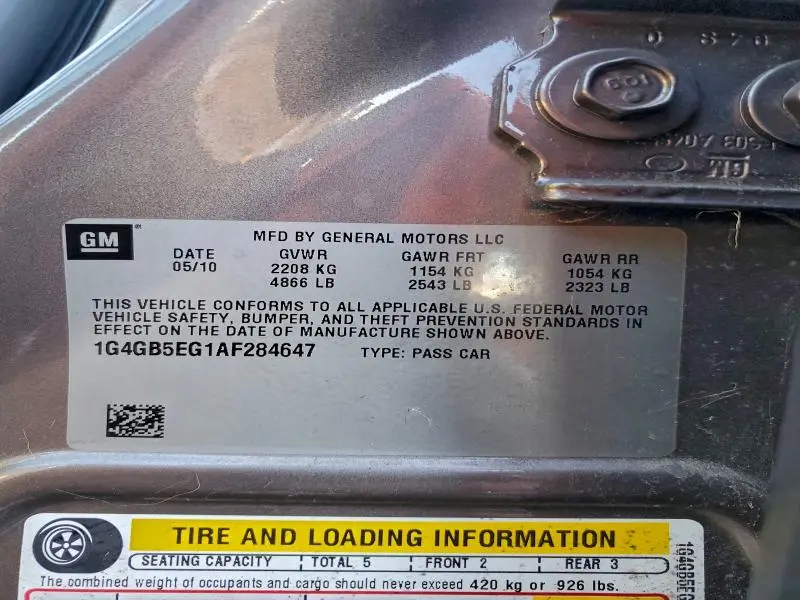 GM
MFD BY GENERAL MOTORS LLC
DATE GVWR GAWR FRT GAWR RR
05/10 2208 KG 1154 KG 1054 KG
4866 LB 2543 LB 2323 LB
THIS VEHICLE CONFORMS TO ALL APPLICABLE U.S. FEDERAL MOTOR
VEHICLE SAFETY, BUMPER, AND THEFT PREVENTION STANDARDS IN
EFFECT ON THE DATE OF MANUFACTURE SHOWN ABOVE.
1G4GB5EG1AF284647 TYPE: PASS CAR
TIRE AND LOADING INFORMATION
SEATING CAPACITY TOTAL 5 FRONT 2 REAR 3
The combined weight of occupants and cargo should never exceed 420 kg or 926 lbs.